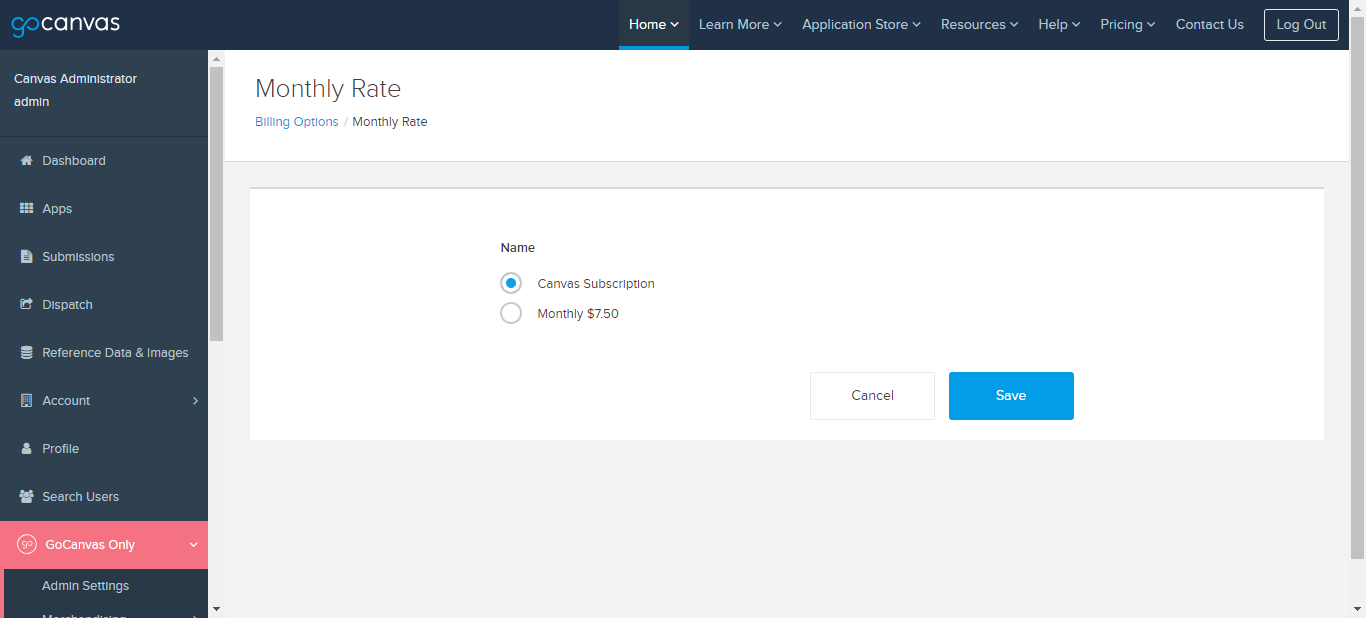 gocanvas
Home Learn More Application Store Resources Help Pricing Contact Us Log Out
Canvas Administrator
admin
Dashboard
Apps
Submissions
Dispatch
Reference Data & Images
Account
Profile
Search Users
go GoCanvas Only
Admin Settings
Merchandising
Monthly Rate
Billing Options / Monthly Rate
Name
Canvas Subscription
Monthly $7.50
Cancel Save